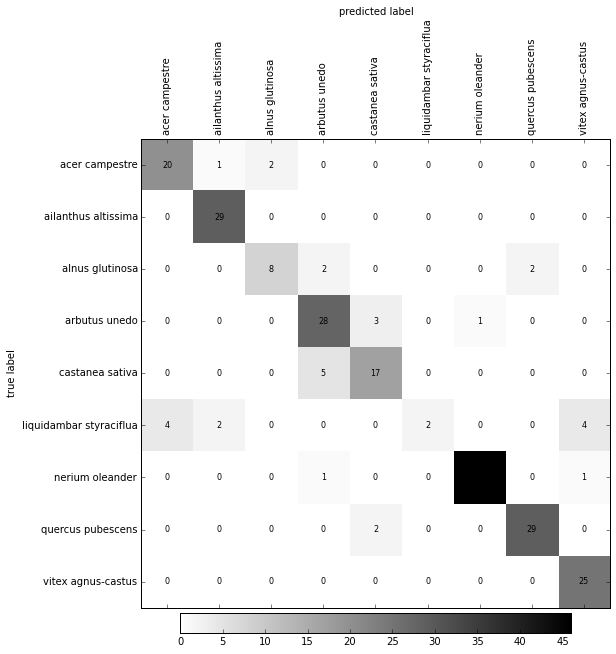 predicted label
acer campestre
ailanthus altissima
alnus glutinosa
arbutus unedo
castanea sativa
liquidambar styraciflua
nerium oleander
quercus pubescens
vitex agnus-castus
true label
acer campestre 20 1 2 0 0 0 0 0 0
ailanthus altissima 0 29 0 0 0 0 0 0 0
alnus glutinosa 0 0 8 2 0 0 0 2 0
arbutus unedo 0 0 0 28 3 0 1 0 0
castanea sativa 0 0 0 5 17 0 0 0 0
liquidambar styraciflua 4 2 0 0 0 2 0 0 4
nerium oleander 0 0 0 1 0 0 0 1
quercus pubescens 0 0 0 0 2 0 0 29 0
vitex agnus-castus 0 0 0 0 0 0 0 0 25
0 5 10 15 20 25 30 35 40 45